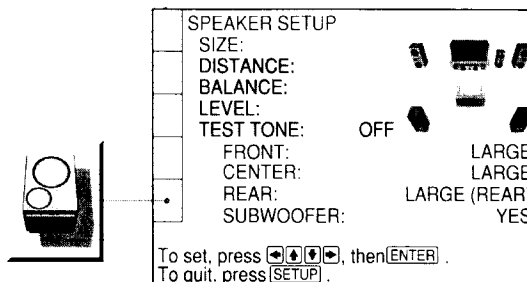 SPEAKER SETUP
SIZE:
DISTANCE:
BALANCE:
LEVEL:
TEST TONE: OFF
FRONT: LARGE
CENTER: LARGE
REAR: LARGE (REAR
SUBWOOFER: YES
To set, press ←↑↓→, then ENTER .
To quit, press SETUP .